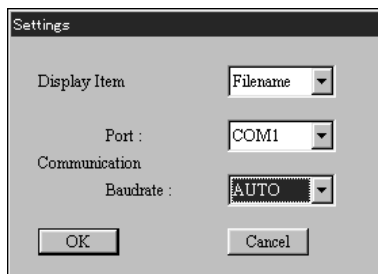 Settings
Display Item Filename
Port : COM1
Communication
Baudrate : AUTO
OK Cancel